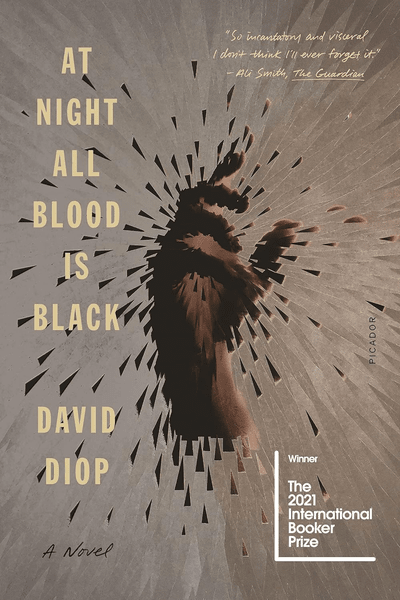 "So incantatory and visceral
I don't think I'll ever forget it."
– Ali Smith, The Guardian
AT
NIGHT
ALL
BLOOD
IS
BLACK
DAVID
DIOP
A Novel
PICADOR
Winner
The
2021
International
Booker
Prize